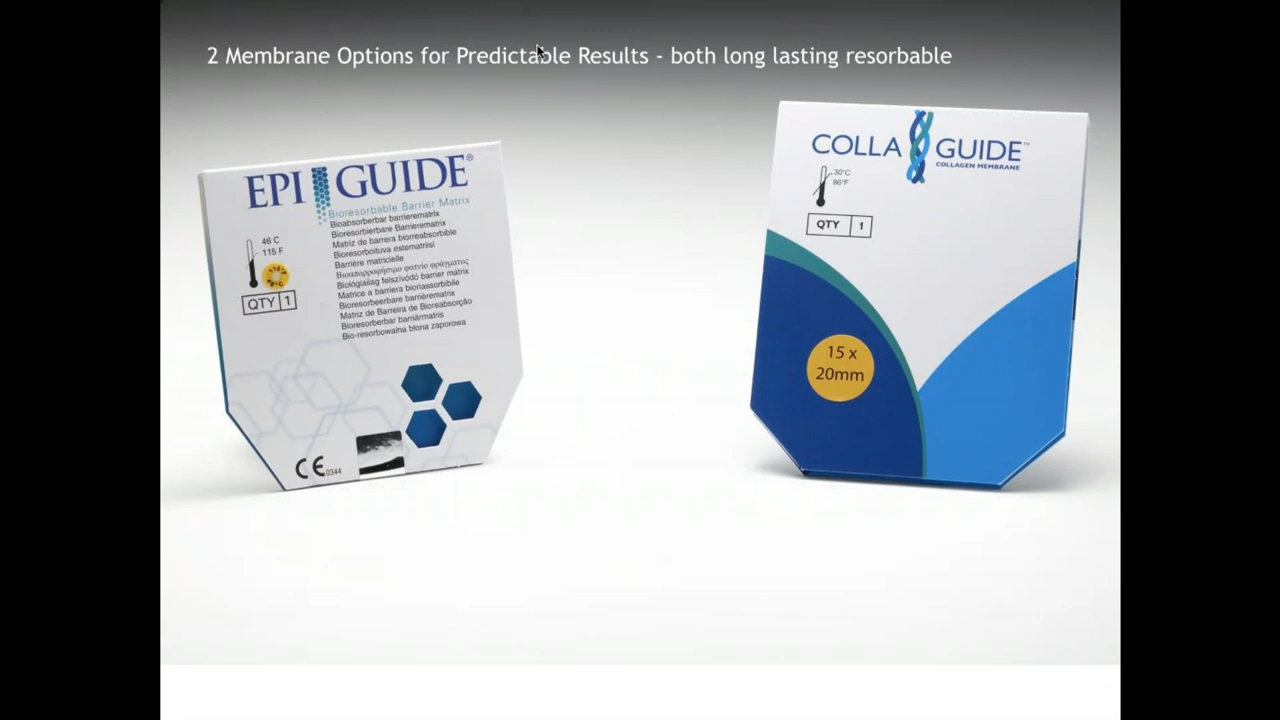 2 Membrane Options for Predictable Results - both long lasting resorbable
EPI GUIDE®
Bioresorbable Barrier Matrix
Bioabsorberbar barrierematrix
Bioresorbierbare Barrierematrix
Matriz de barrera biorreabsorbible
Bioresorboituva estematriisi
Barrière matricielle
Βιοαπορροφήσιμο φατνίο φράγματος
Biológiailag felszívódó barrier mátrix
Matrice a barriera bioriassorbibile
Bioresorbeerbare barrièrematrix
Matriz de Barreira de Bioreabsorção
Bioresorberbar barriärmatris
Bio-resorbowalna błona zaporowa
46 C
115 F
QTY 1
CE 0344
COLLA GUIDE™
COLLAGEN MEMBRANE
30°C
86°F
QTY 1
15 x
20mm